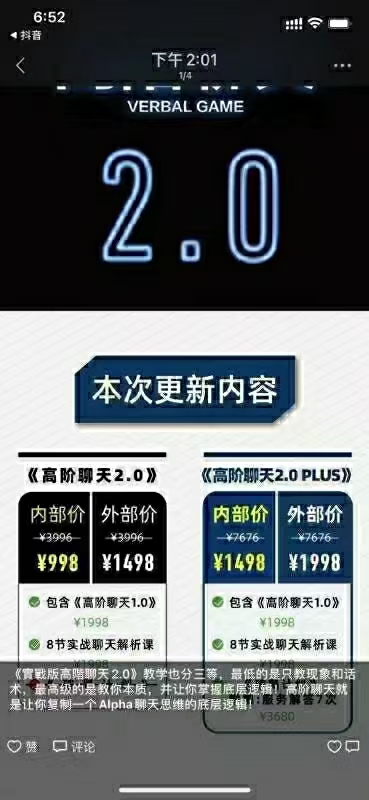 6:52
抖音
下午 2:01
1/4
VERBAL GAME
2.0
本次更新内容
《高阶聊天2.0》
内部价
外部价
¥3996
¥3996
¥998
¥1498
包含《高阶聊天1.0》
¥1998
8节实战聊天解析课
《高阶聊天2.0 PLUS》
内部价
外部价
¥7676
¥7676
¥1498
¥1998
包含《高阶聊天1.0》
¥1998
8节实战聊天解析课
服务解答7次
¥3680
《實戰版高階聊天2.0》教学也分三等，最低的是只教现象和话
术，最高级的是教你本质，并让你掌握底层逻辑！高阶聊天就
是让你复制一个Alpha聊天思维的底层逻辑！
赞
评论